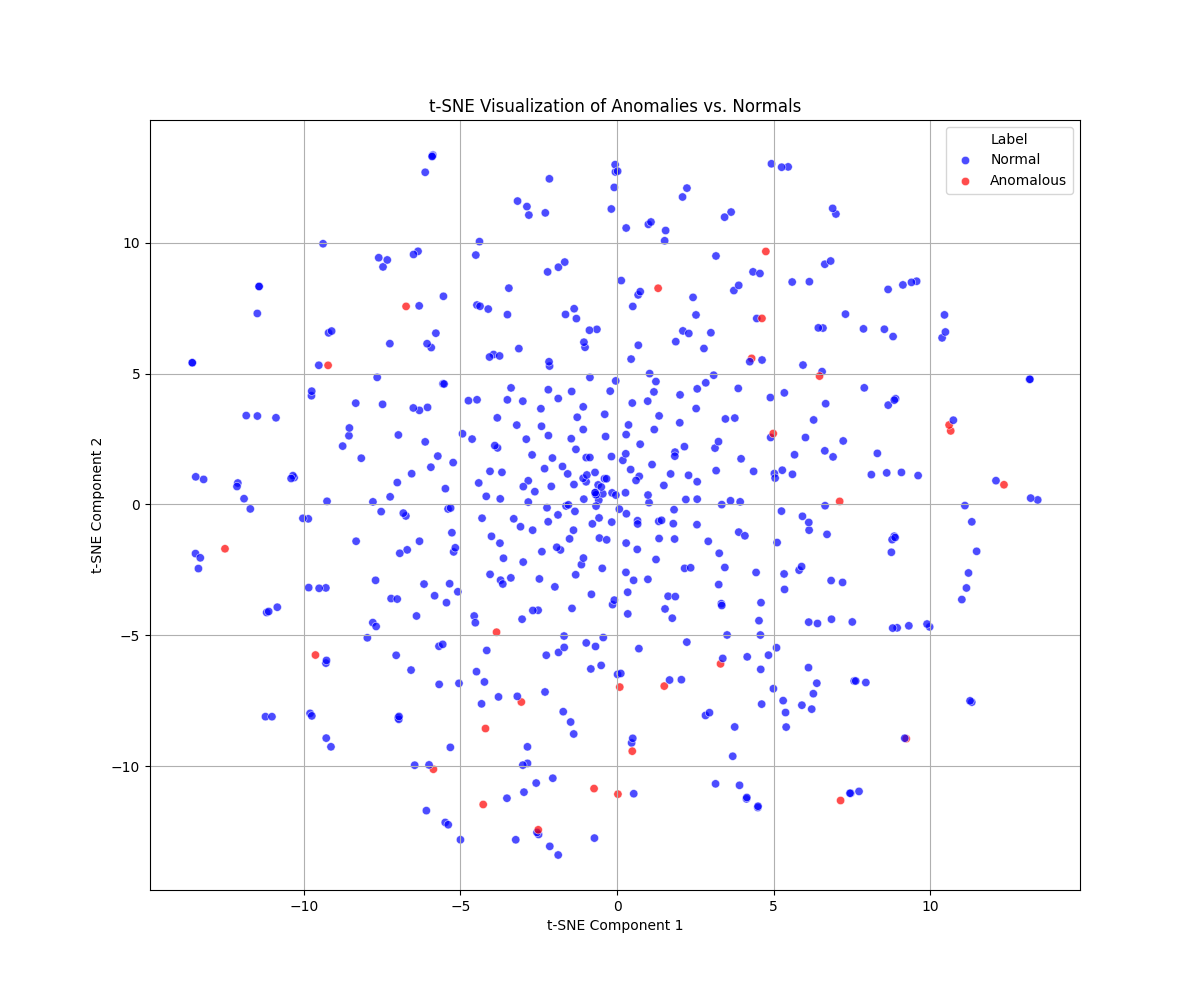 t-SNE Visualization of Anomalies vs. Normals
Label
Normal
Anomalous
10
5
0
−5
−10
t-SNE Component 2
−10
−5
0
5
10
t-SNE Component 1